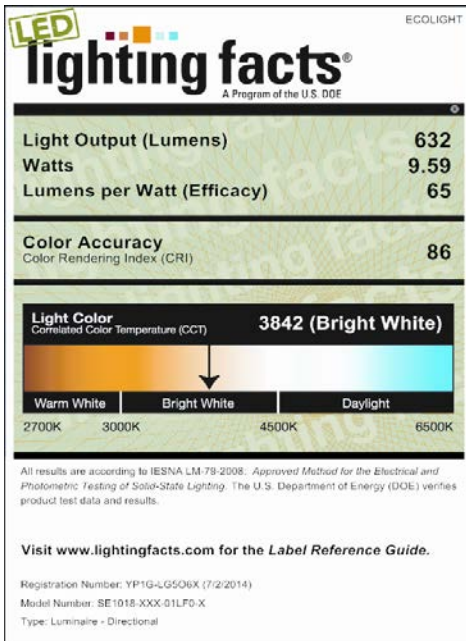 ECOLIGHT
LED
lighting facts®
A Program of the U.S. DOE
Light Output (Lumens) 632
Watts 9.59
Lumens per Watt (Efficacy) 65
Color Accuracy
Color Rendering Index (CRI) 86
Light Color
Correlated Color Temperature (CCT) 3842 (Bright White)
Warm White Bright White Daylight
2700K 3000K 4500K 6500K
All results are according to IESNA LM-79-2008: Approved Method for the Electrical and
Photometric Testing of Solid-State Lighting. The U.S. Department of Energy (DOE) verifies
product test data and results.
Visit www.lightingfacts.com for the Label Reference Guide.
Registration Number: YP1G-LG5O6X (7/2/2014)
Model Number: SE1018-XXX-01LF0-X
Type: Luminaire - Directional